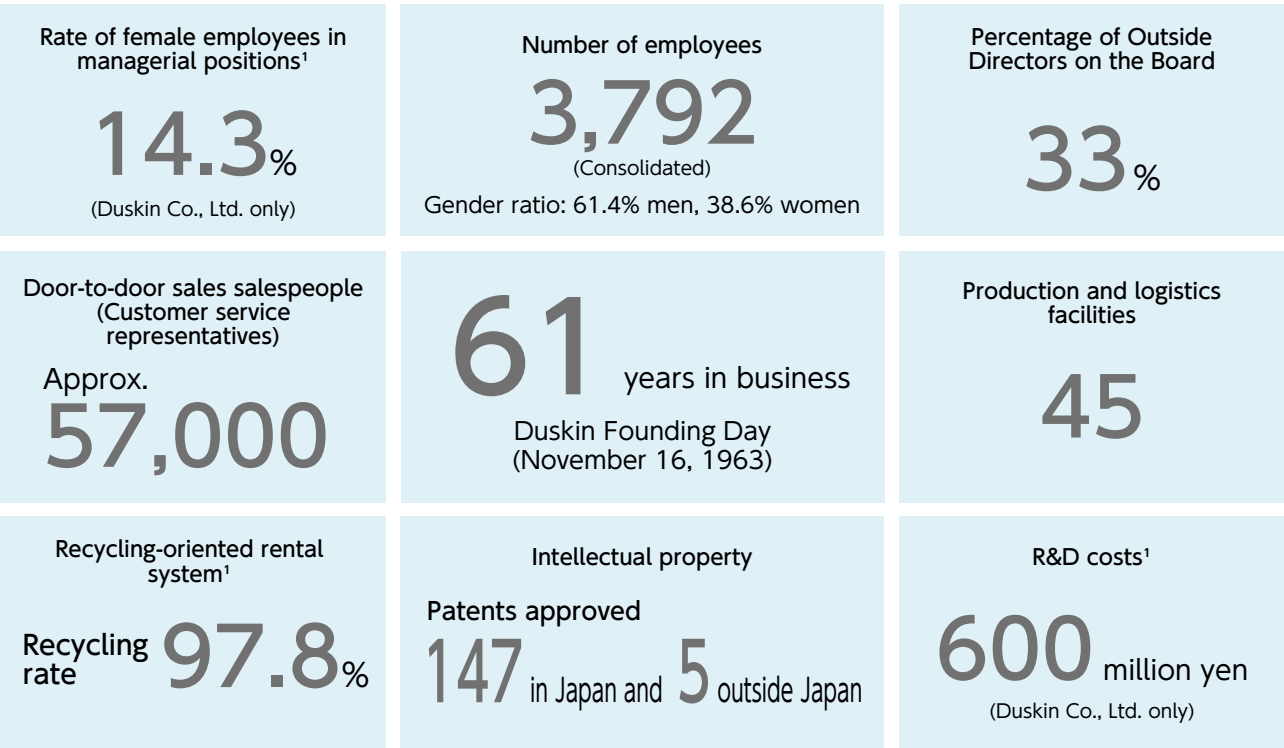 Rate of female employees in
managerial positions¹
14.3%
(Duskin Co., Ltd. only)
Number of employees
3,792
(Consolidated)
Gender ratio: 61.4% men, 38.6% women
Percentage of Outside
Directors on the Board
33%
Door-to-door sales salespeople
(Customer service
representatives)
Approx.
57,000
61 years in business
Duskin Founding Day
(November 16, 1963)
Production and logistics
facilities
45
Recycling-oriented rental
system¹
Recycling
rate 97.8%
Intellectual property
Patents approved
147 in Japan and 5 outside Japan
R&D costs¹
600 million yen
(Duskin Co., Ltd. only)